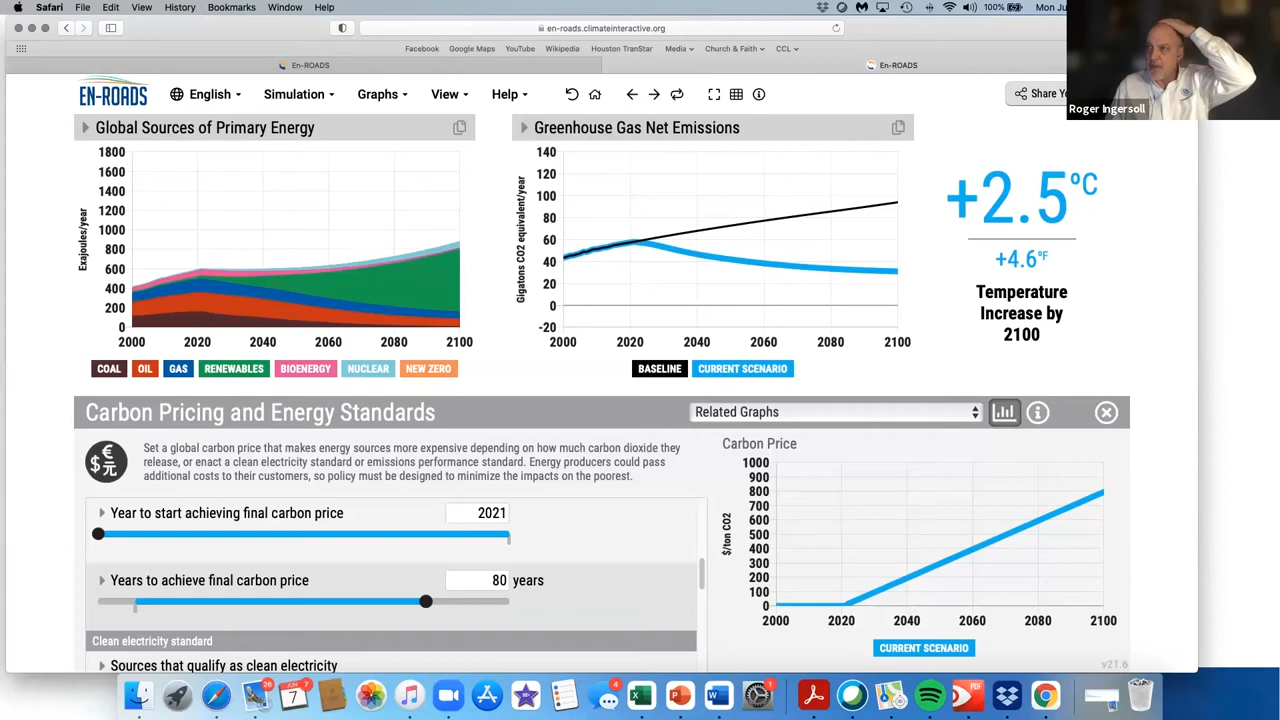 Safari File Edit View History Bookmarks Window Help 100% Mon Ju
en-roads.climateinteractive.org
Facebook Google Maps YouTube Wikipedia Houston TranStar Media Church & Faith CCL
En-ROADS En-ROADS
Roger Ingersoll
EN-ROADS English Simulation Graphs View Help Share Yo
Global Sources of Primary Energy
Exajoules/year
1800
1600
1400
1200
1000
800
600
400
200
0
2000 2020 2040 2060 2080 2100
COAL OIL GAS RENEWABLES BIOENERGY NUCLEAR NEW ZERO
Greenhouse Gas Net Emissions
Gigatons CO2 equivalent/year
140
120
100
80
60
40
20
0
-20
2000 2020 2040 2060 2080 2100
BASELINE CURRENT SCENARIO
+2.5°C
+4.6°F
Temperature
Increase by
2100
Carbon Pricing and Energy Standards
Related Graphs
$ € 元
Set a global carbon price that makes energy sources more expensive depending on how much carbon dioxide they
release, or enact a clean electricity standard or emissions performance standard. Energy producers could pass
additional costs to their customers, so policy must be designed to minimize the impacts on the poorest.
Year to start achieving final carbon price 2021
Years to achieve final carbon price 80 years
Clean electricity standard
Sources that qualify as clean electricity
Carbon Price
$/ton CO2
1000
900
800
700
600
500
400
300
200
100
0
2000 2020 2040 2060 2080 2100
CURRENT SCENARIO
v21.6
26 JUN 7 7 4 1
PDF